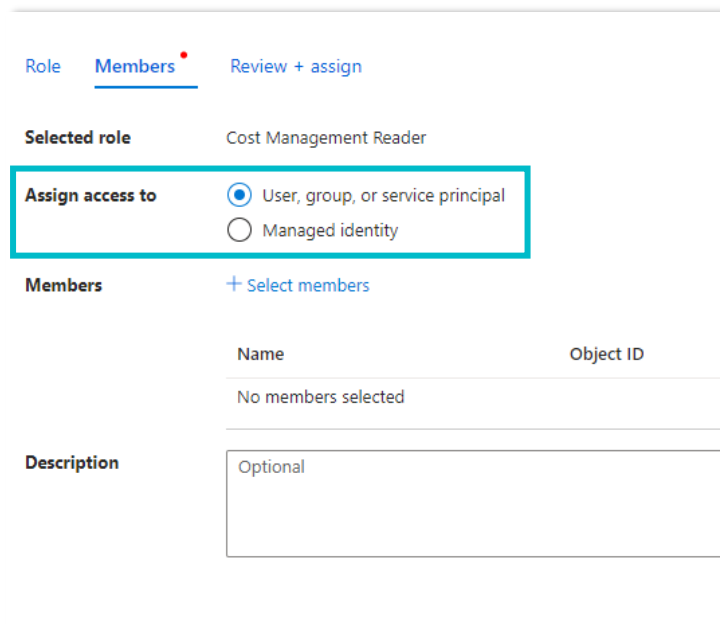 Role Members Review + assign
Selected role Cost Management Reader
Assign access to User, group, or service principal
Managed identity
Members + Select members
Name Object ID
No members selected
Description Optional